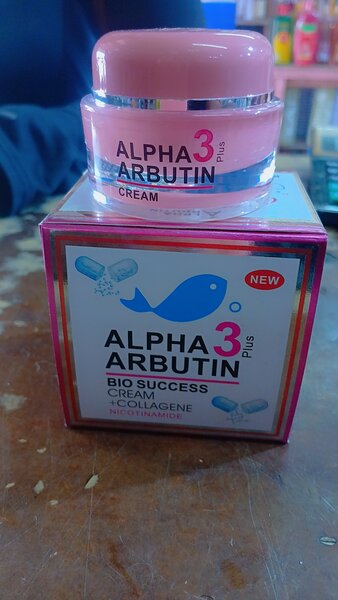 ALPHA 3 Plus
ARBUTIN
CREAM
NEW
ALPHA 3 Plus
ARBUTIN
BIO SUCCESS
CREAM
+COLLAGENE
NICOTINAMIDE